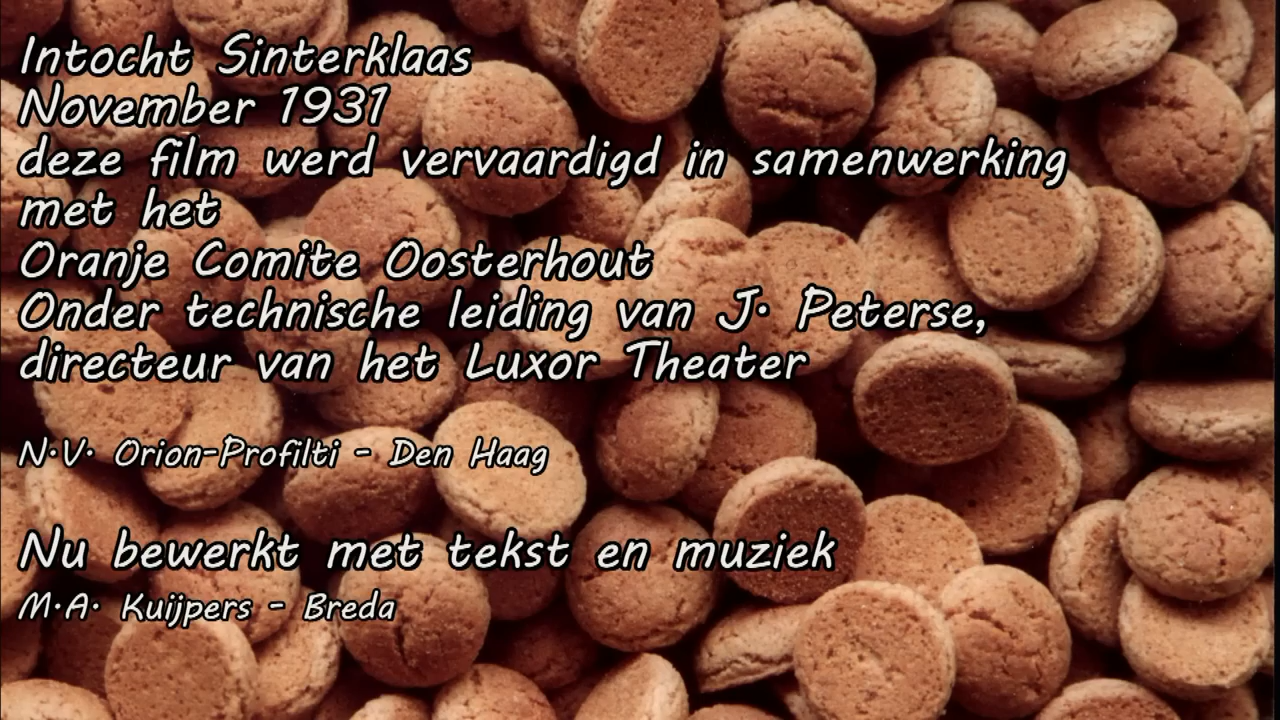 Intocht Sinterklaas
November 1931
deze film werd vervaardigd in samenwerking
met het
Oranje Comite Oosterhout
Onder technische leiding van J. Peterse,
directeur van het Luxor Theater
N.V. Orion-Profilti - Den Haag
Nu bewerkt met tekst en muziek
M.A. Kuijpers - Breda